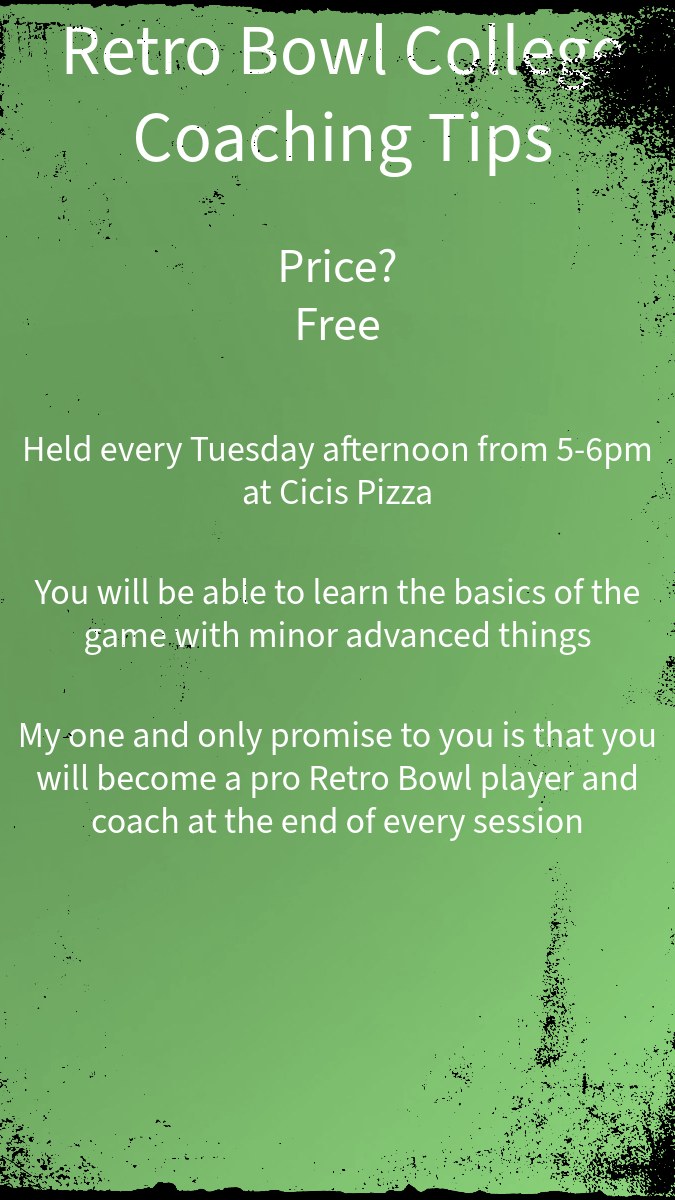 Retro Bowl College
Coaching Tips
Price?
Free
Held every Tuesday afternoon from 5-6pm
at Cicis Pizza
You will be able to learn the basics of the
game with minor advanced things
My one and only promise to you is that you
will become a pro Retro Bowl player and
coach at the end of every session